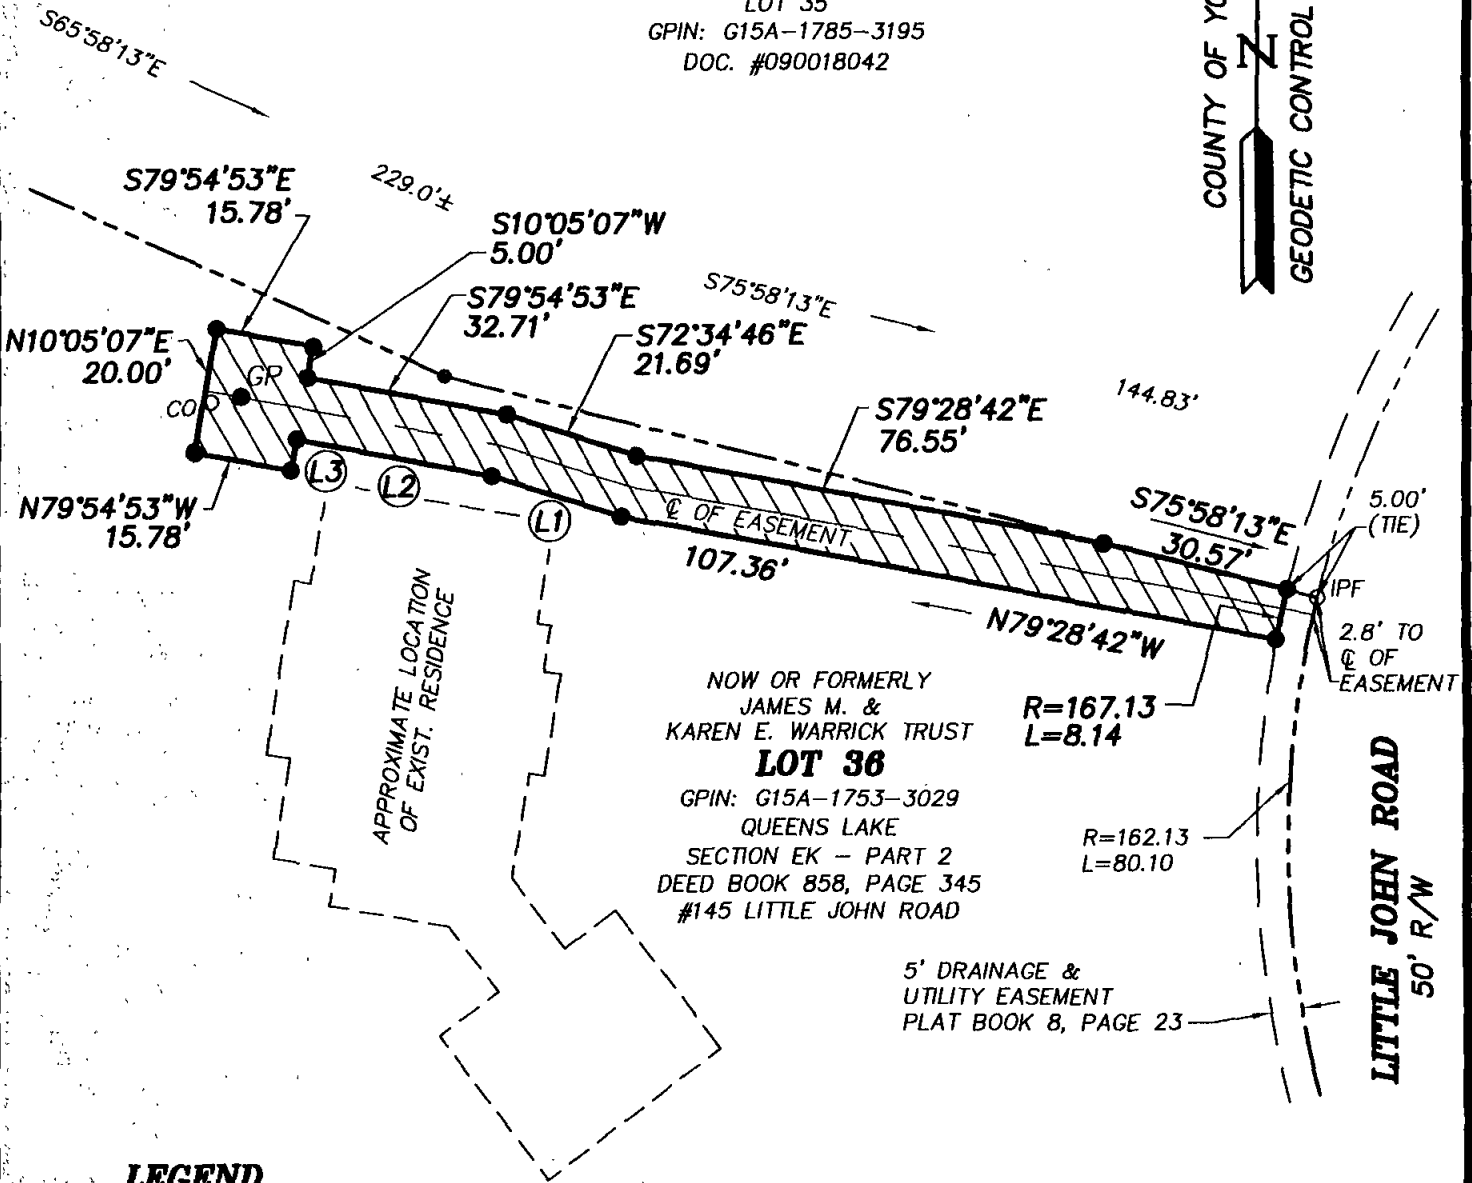 LOT 35
GPIN: G15A-1785-3195
DOC. #090018042
COUNTY OF YO
N
GEODETIC CONTROL
S65°58'13"E
229.0'±
S79°54'53"E
15.78'
S10°05'07"W
5.00'
S79°54'53"E
32.71'
S75°58'13"E
S72°34'46"E
21.69'
144.83'
N10°05'07"E
20.00'
GP
CO
S79°28'42"E
76.55'
S75°58'13"E
30.57'
5.00'
(TIE)
IPF
2.8' TO
℄ OF
EASEMENT
N79°54'53"W
15.78'
L3
L2
L1
℄ OF EASEMENT
107.36'
N79°28'42"W
APPROXIMATE LOCATION
OF EXIST. RESIDENCE
NOW OR FORMERLY
JAMES M. &
KAREN E. WARRICK TRUST
LOT 36
GPIN: G15A-1753-3029
QUEENS LAKE
SECTION EK - PART 2
DEED BOOK 858, PAGE 345
#145 LITTLE JOHN ROAD
R=167.13
L=8.14
R=162.13
L=80.10
5' DRAINAGE &
UTILITY EASEMENT
PLAT BOOK 8, PAGE 23
LITTLE JOHN ROAD
50' R/W
LEGEND